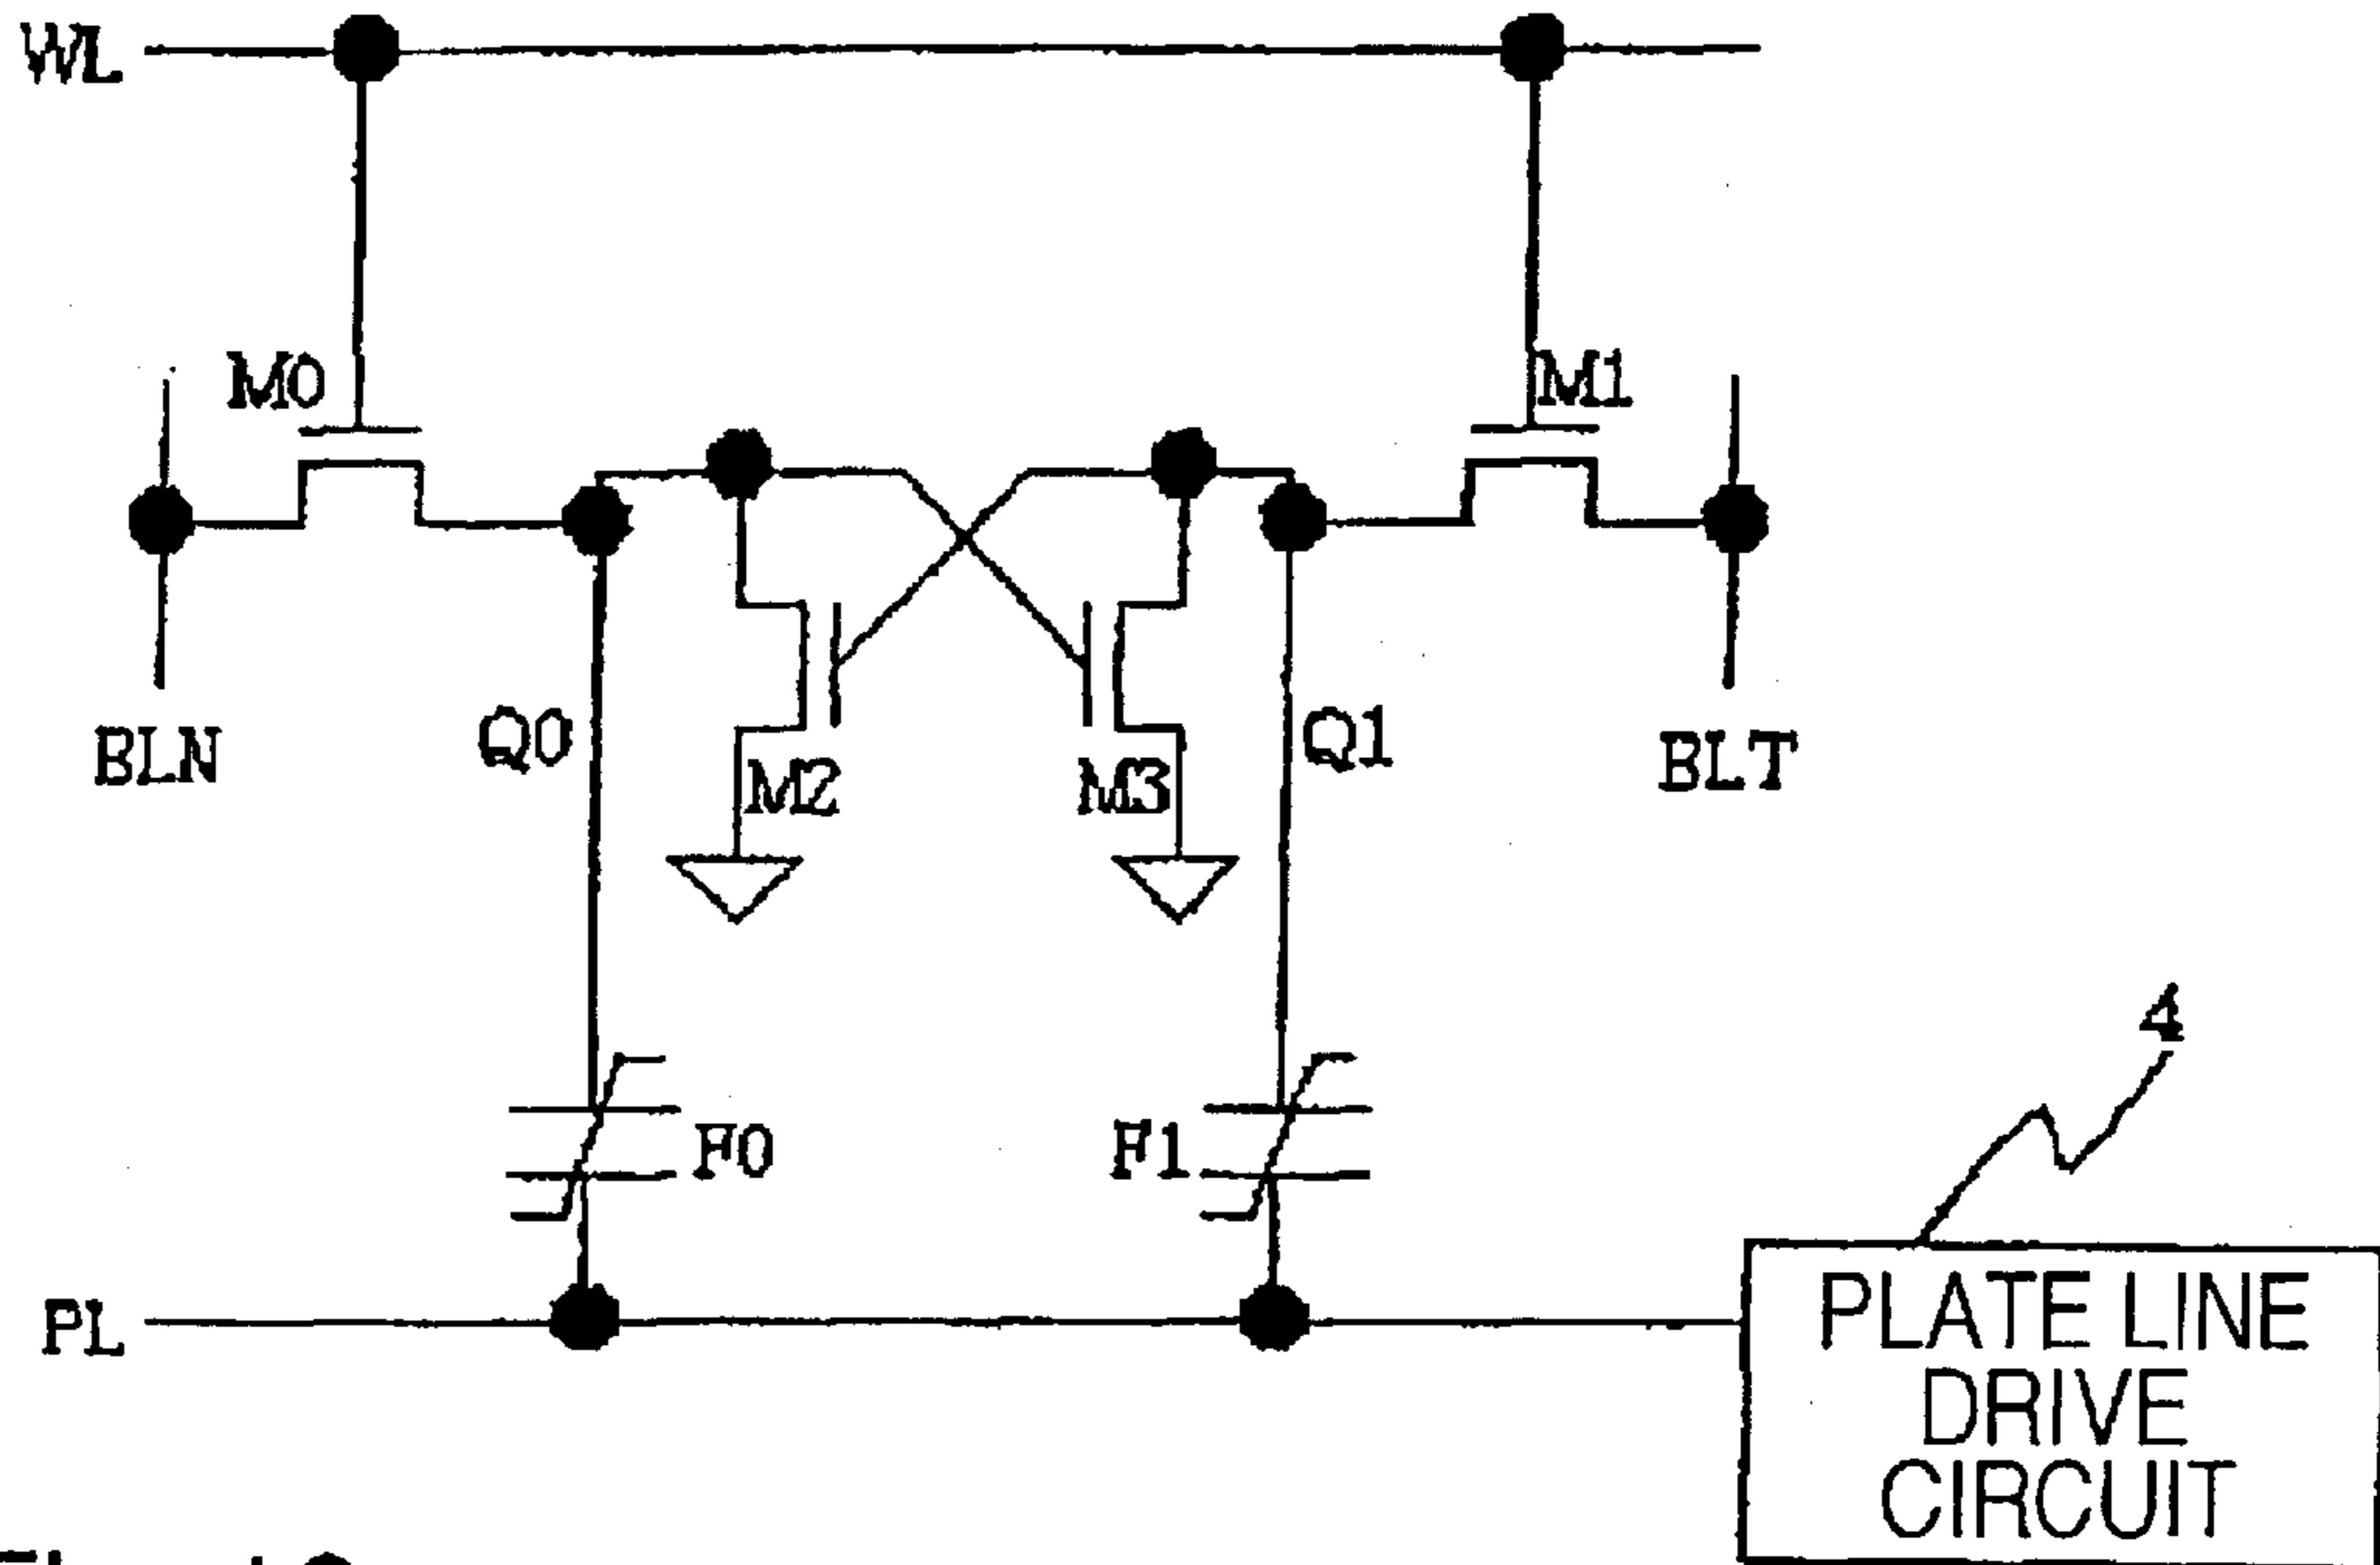 WL
M0
M1
BLN
Q0
M2
M3
Q1
BLT
4
F0
F1
PL
PLATE LINE
DRIVE
CIRCUIT